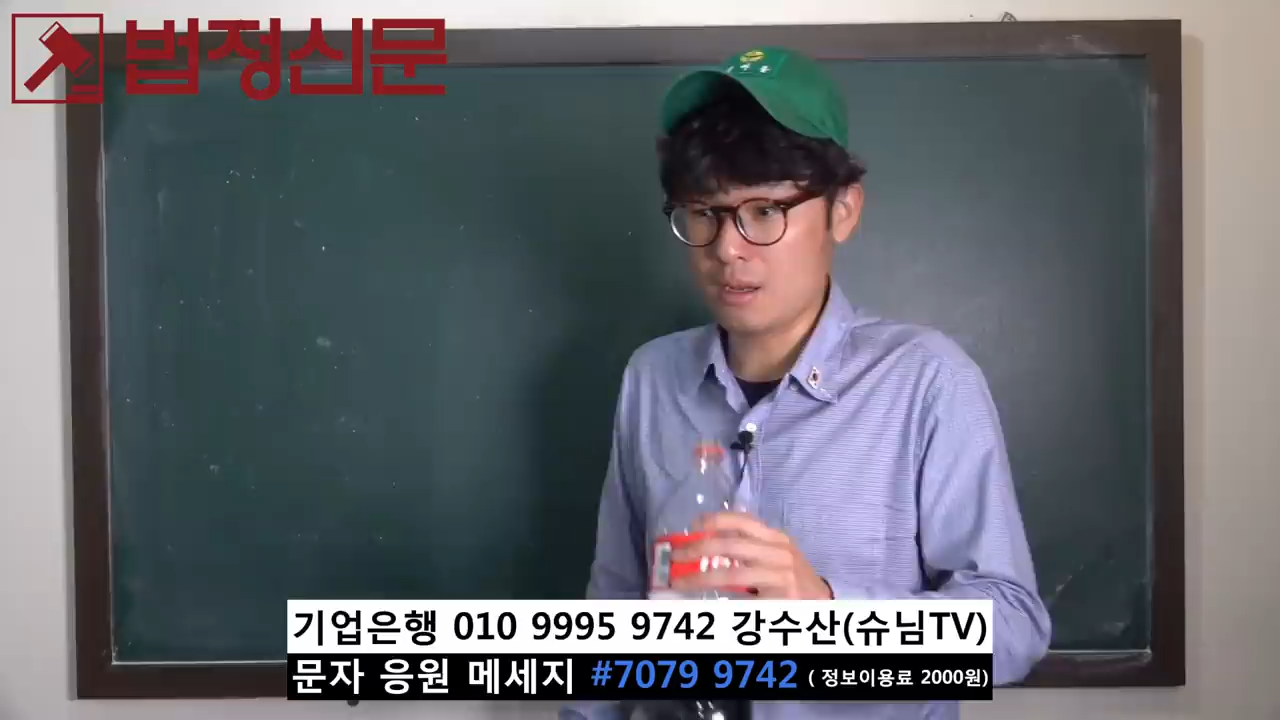 법정신문
기업은행 010 9995 9742 강수산(슈님TV)
문자 응원 메세지 #7079 9742 ( 정보이용료 2000원)